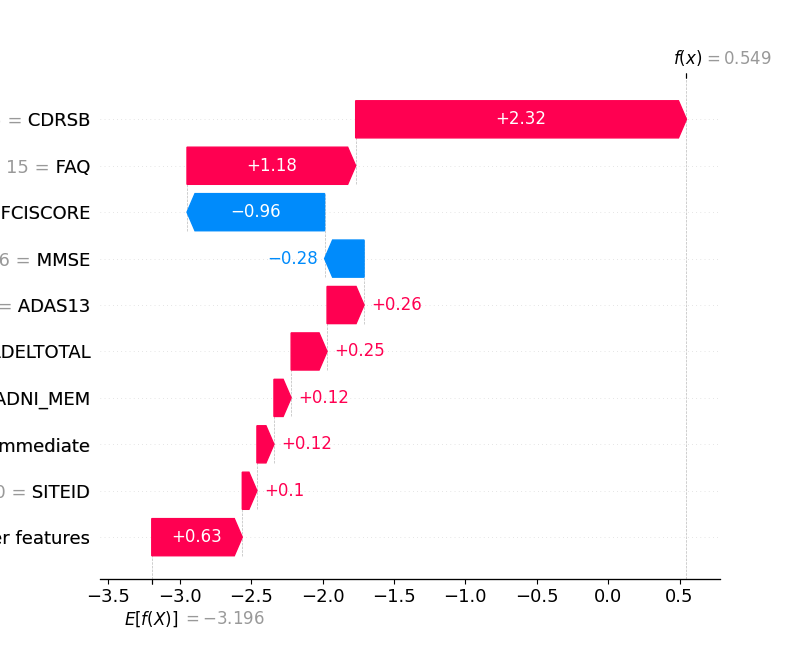 f(x) = 0.549
= CDRSB +2.32
15 = FAQ +1.18
FCISCORE −0.96
6 = MMSE −0.28
= ADAS13 +0.26
DELTOTAL +0.25
ADNI_MEM +0.12
mmediate +0.12
0 = SITEID +0.1
er features +0.63
−3.5 −3.0 −2.5 −2.0 −1.5 −1.0 −0.5 0.0 0.5
E[f(X)] = −3.196